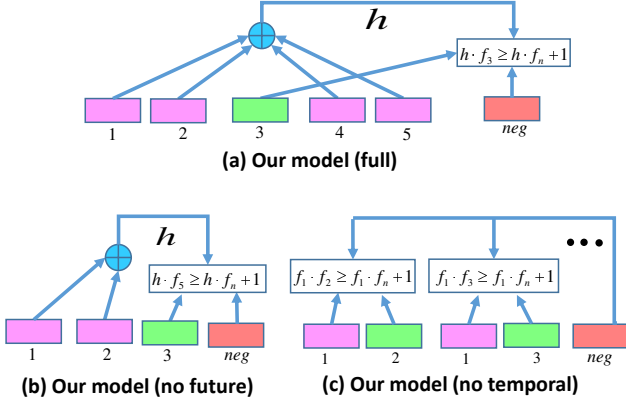 h
h · f₃ ≥ h · fₙ +1
1 2 3 4 5 neg
(a) Our model (full)
h
h · f₅ ≥ h · fₙ +1
1 2 3 neg
(b) Our model (no future)
•••
f₁ · f₂ ≥ f₁ · fₙ +1 f₁ · f₃ ≥ f₁ · fₙ +1
1 2 1 3 neg
(c) Our model (no temporal)